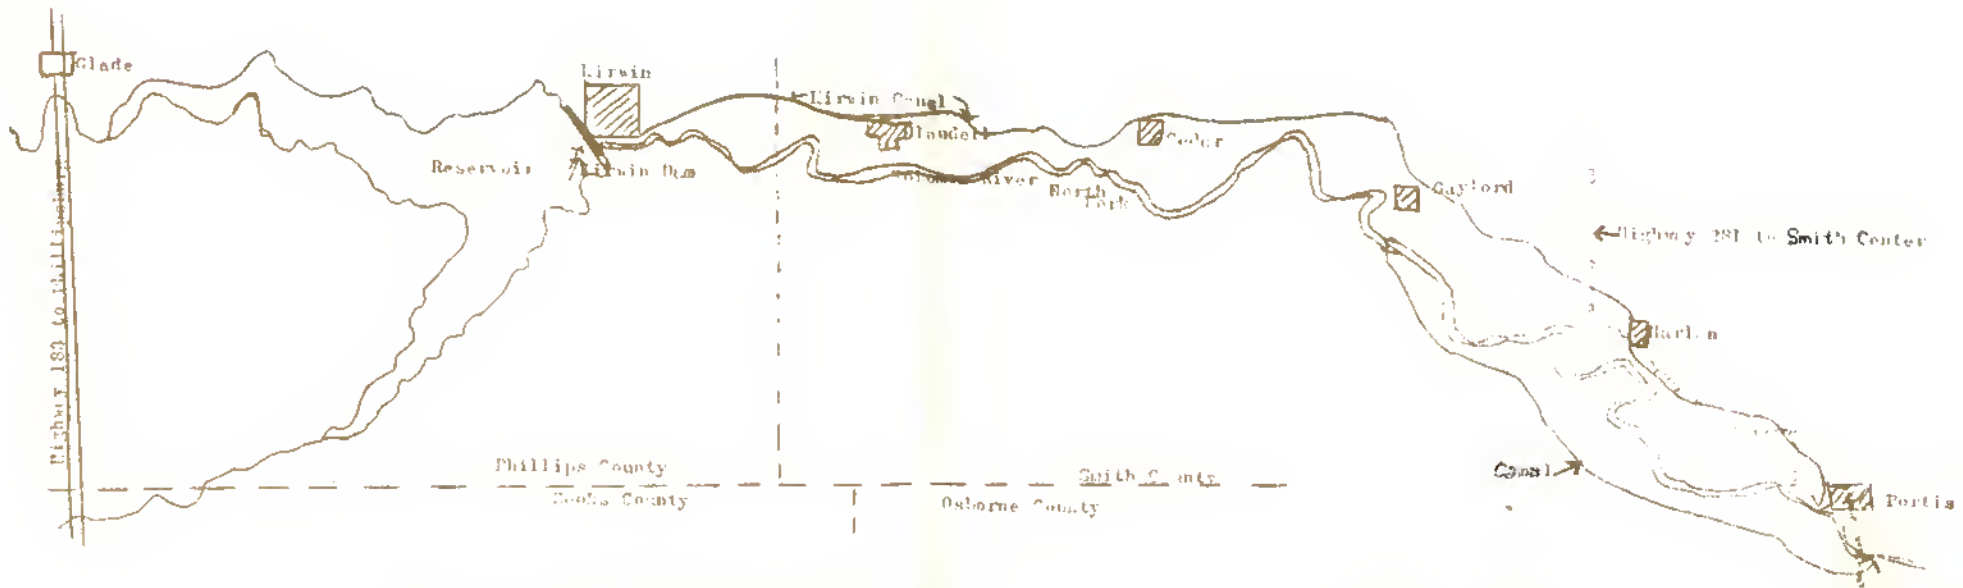 Glade
Kirwin
Kirwin Canal
Claudell
Cedar
Reservoir
Kirwin Dam
Solomon River
North
Fork
Gaylord
Highway 281 to Smith Center
Harlan
Highway 183 to Phillipsburg
Phillips County
Rooks County
Smith County
Osborne County
Canal
Portis